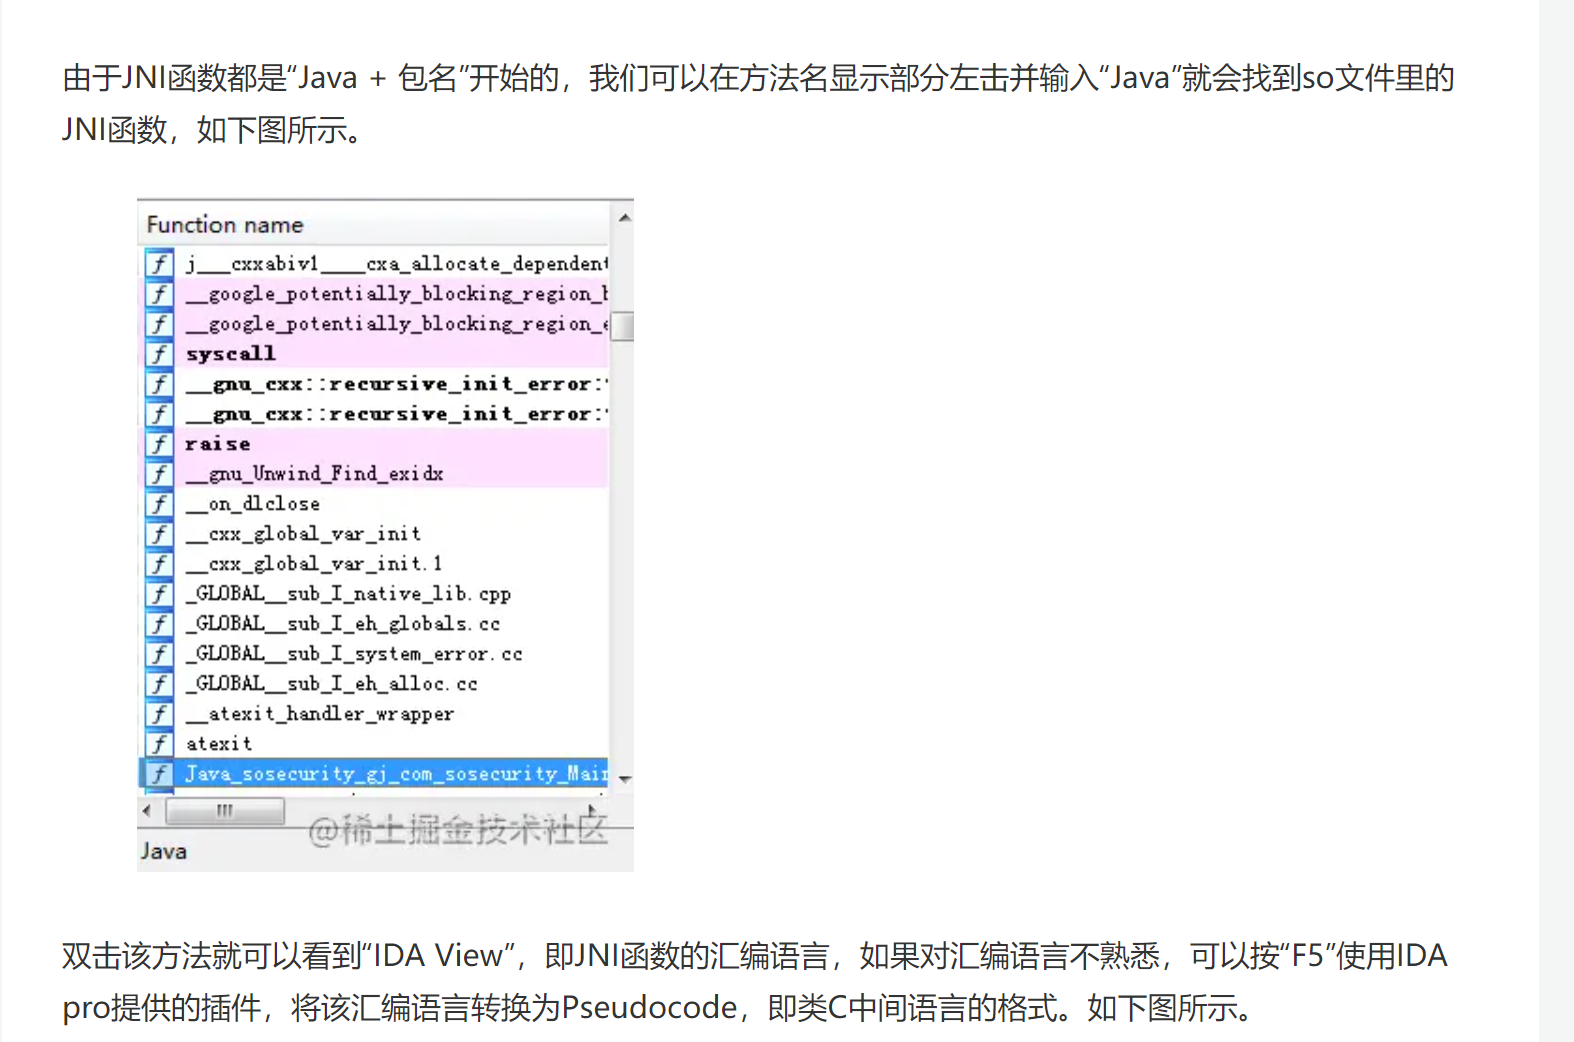 由于JNI函数都是“Java + 包名”开始的，我们可以在方法名显示部分左击并输入“Java”就会找到so文件里的
JNI函数，如下图所示。
Function name
f j___cxxabiv1____cxa_allocate_dependent
f __google_potentially_blocking_region_b
f __google_potentially_blocking_region_e
f syscall
f __gnu_cxx::recursive_init_error:
f __gnu_cxx::recursive_init_error:
f raise
f __gnu_Unwind_Find_exidx
f __on_dlclose
f __cxx_global_var_init
f __cxx_global_var_init.1
f _GLOBAL__sub_I_native_lib.cpp
f _GLOBAL__sub_I_eh_globals.cc
f _GLOBAL__sub_I_system_error.cc
f _GLOBAL__sub_I_eh_alloc.cc
f __atexit_handler_wrapper
f atexit
f Java_sosecurity_gj_com_sosecurity_Main
@稀土掘金技术社区
Java
双击该方法就可以看到“IDA View”，即JNI函数的汇编语言，如果对汇编语言不熟悉，可以按“F5”使用IDA
pro提供的插件，将该汇编语言转换为Pseudocode，即类C中间语言的格式。如下图所示。